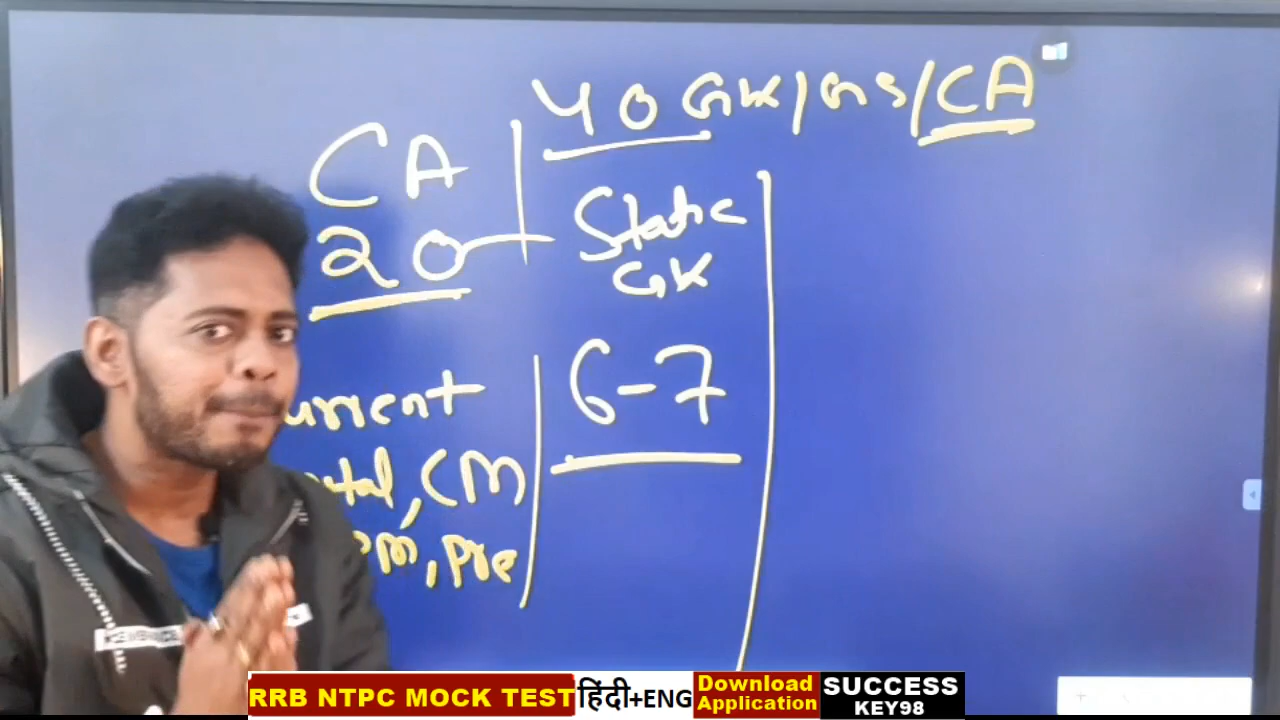 40 GK/GS/CA
CA
20
Static
GK
6-7
urrent
CM
Pre
RRB NTPC MOCK TEST हिंदी+ENG Download Application SUCCESS KEY98